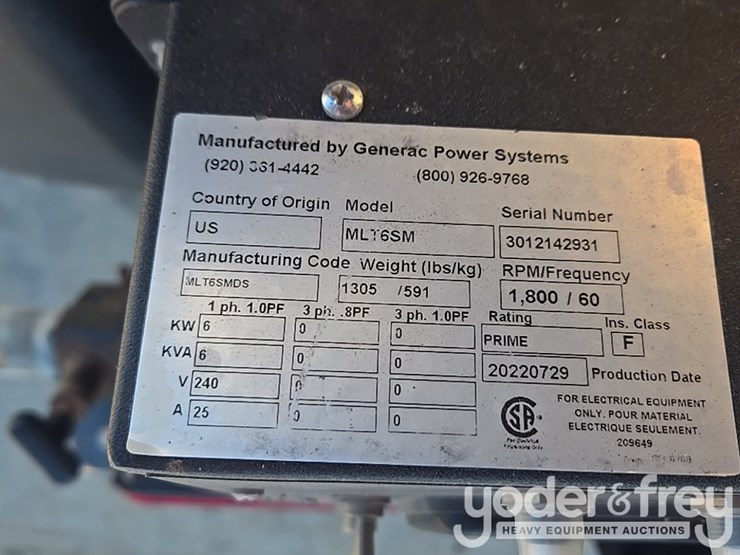 Manufactured by Generac Power Systems
(920) 361-4442 (800) 926-9768
Country of Origin Model Serial Number
US MLT6SM 3012142931
Manufacturing Code Weight (lbs/kg) RPM/Frequency
MLT6SMDS 1305 /591 1,800 / 60
1 ph. 1.0PF 3 ph. .8PF 3 ph. 1.0PF Rating Ins. Class
KW 6 0 0 PRIME F
KVA 6 0 0 20220729 Production Date
V 240 0 0
A 25 0 0
SA
FOR ELECTRICAL EQUIPMENT
ONLY. POUR MATERIAL
ELECTRIQUE SEULEMENT.
209649
yoder&frey
HEAVY EQUIPMENT AUCTIONS